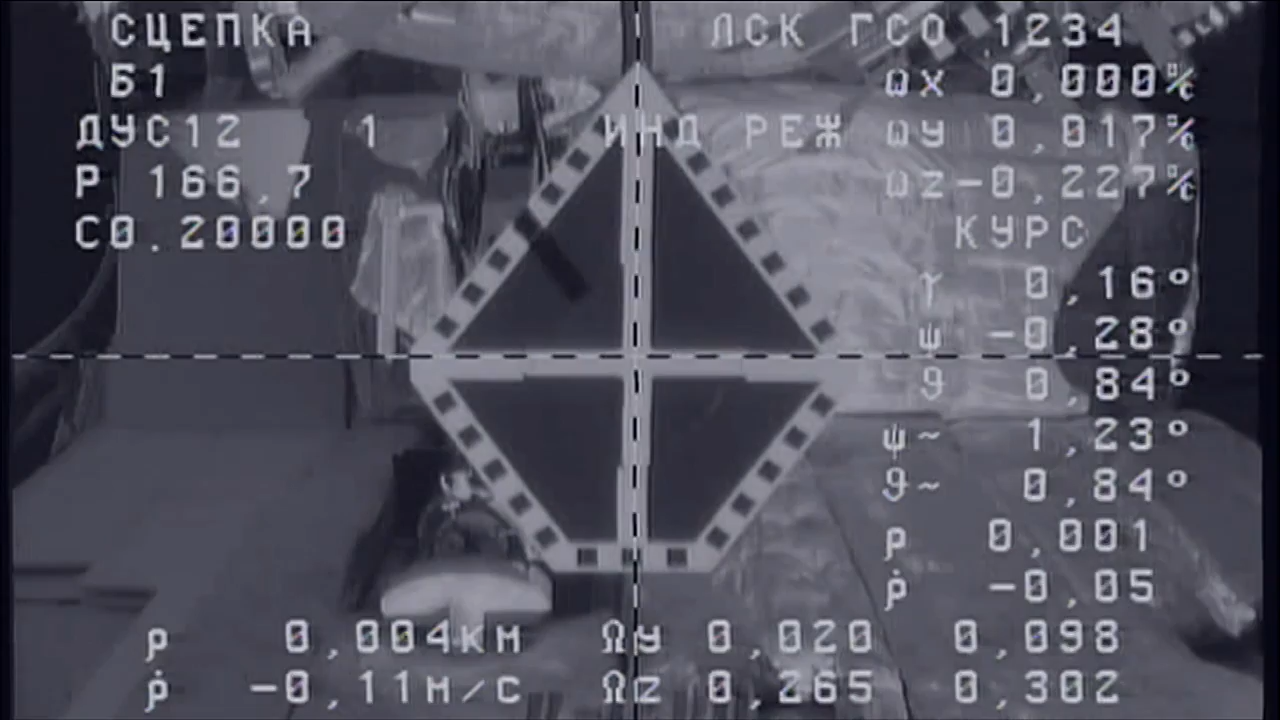 СЦЕПКА ЛСК ГСО 1234
Б1 ωx 0,000°/с
ДУС12 1 ИНД РЕЖ ωy 0,017°/с
Р 166,7 ωz-0,227°/с
С0.20000 КУРС
γ 0,16°
ψ -0,28°
ϑ 0,84°
ψ~ 1,23°
ϑ~ 0,84°
ρ 0,001
ρ̇ -0,05
ρ 0,004км Ωy 0,020 0,098
ρ̇ -0,11м/с Ωz 0,265 0,302